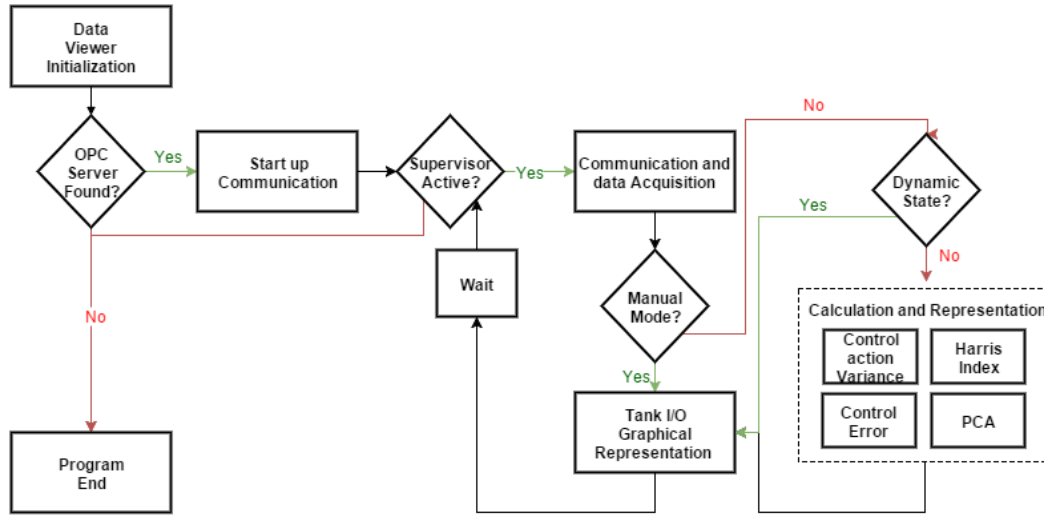 Data
Viewer
Initialization
OPC
Server
Found?
Yes
Start up
Communication
Supervisor
Active?
Yes
Communication and
data Acquisition
No
Dynamic
State?
Yes
No
Wait
Manual
Mode?
Yes
No
Calculation and Representation
Control
action
Variance
Harris
Index
Control
Error
PCA
Tank I/O
Graphical
Representation
Program
End